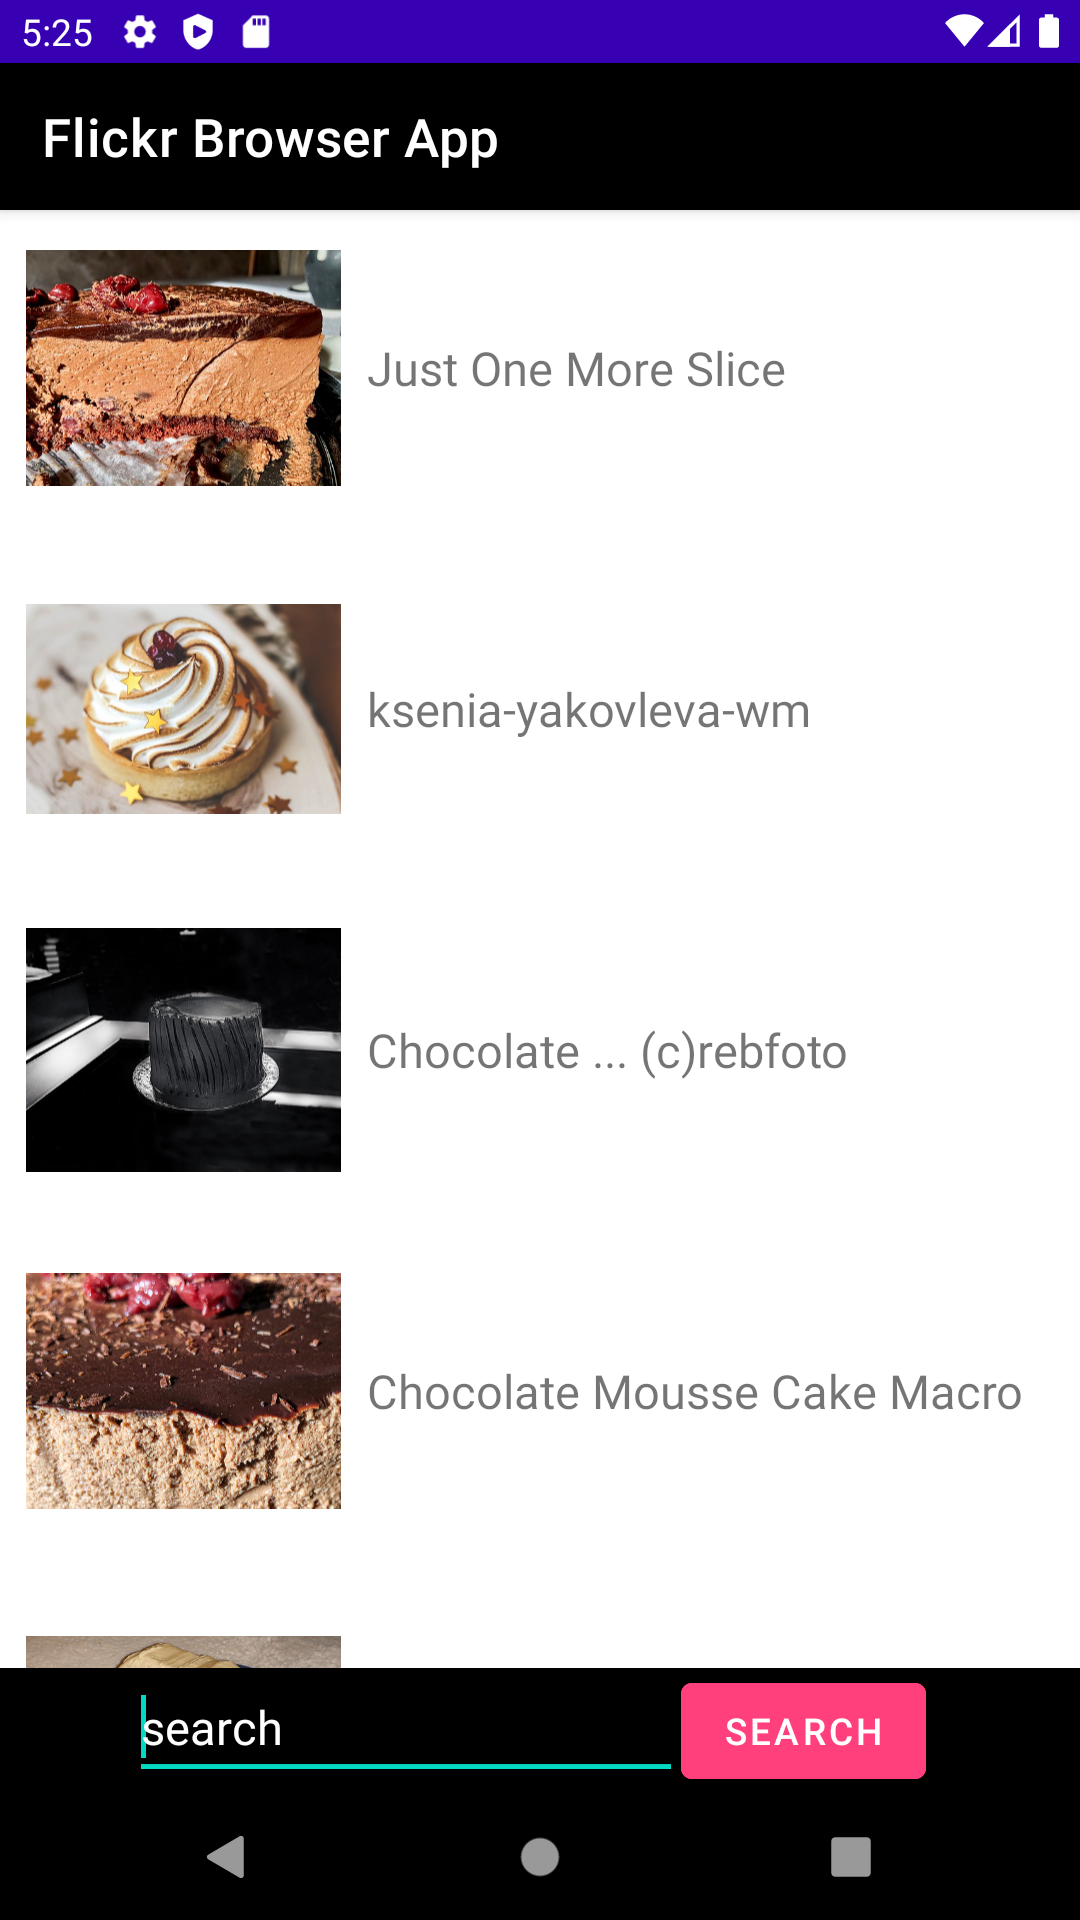 5:25
Flickr Browser App
Just One More Slice
ksenia-yakovleva-wm
Chocolate ... (c)rebfoto
Chocolate Mousse Cake Macro
search
SEARCH